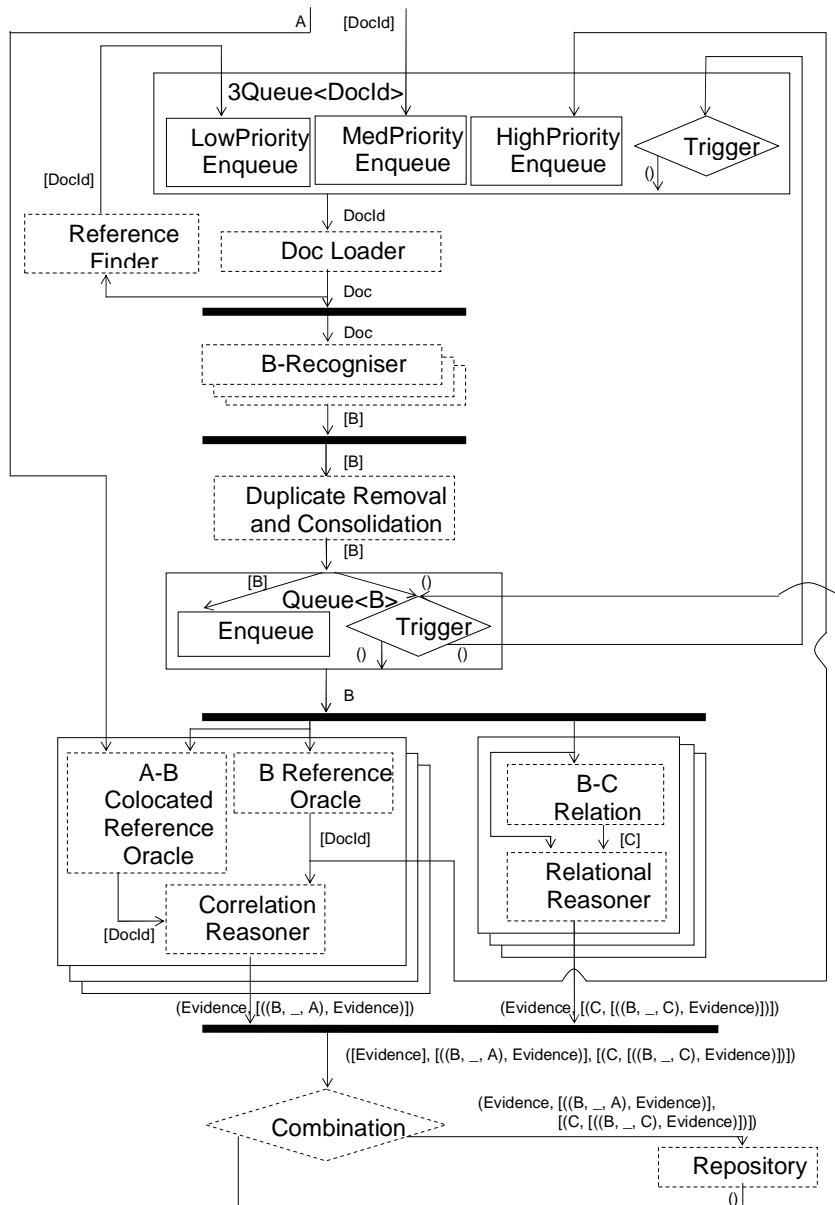 A
[DocId]
3Queue<DocId>
LowPriority
Enqueue
MedPriority
Enqueue
HighPriority
Enqueue
Trigger
()
[DocId]
DocId
Reference
Finder
Doc Loader
Doc
Doc
B-Recogniser
[B]
[B]
Duplicate Removal
and Consolidation
[B]
[B]
()
Queue<B>
Enqueue
Trigger
()
()
B
A-B
Colocated
Reference
Oracle
B Reference
Oracle
B-C
Relation
[DocId]
[C]
Correlation
Reasoner
Relational
Reasoner
[DocId]
(Evidence, [((B, _, A), Evidence)])
(Evidence, [(C, [((B, _, C), Evidence)])])
([Evidence], [((B, _, A), Evidence)], [(C, [((B, _, C), Evidence)])])
(Evidence, [((B, _, A), Evidence)],
[(C, [((B, _, C), Evidence)])])
Combination
Repository
()